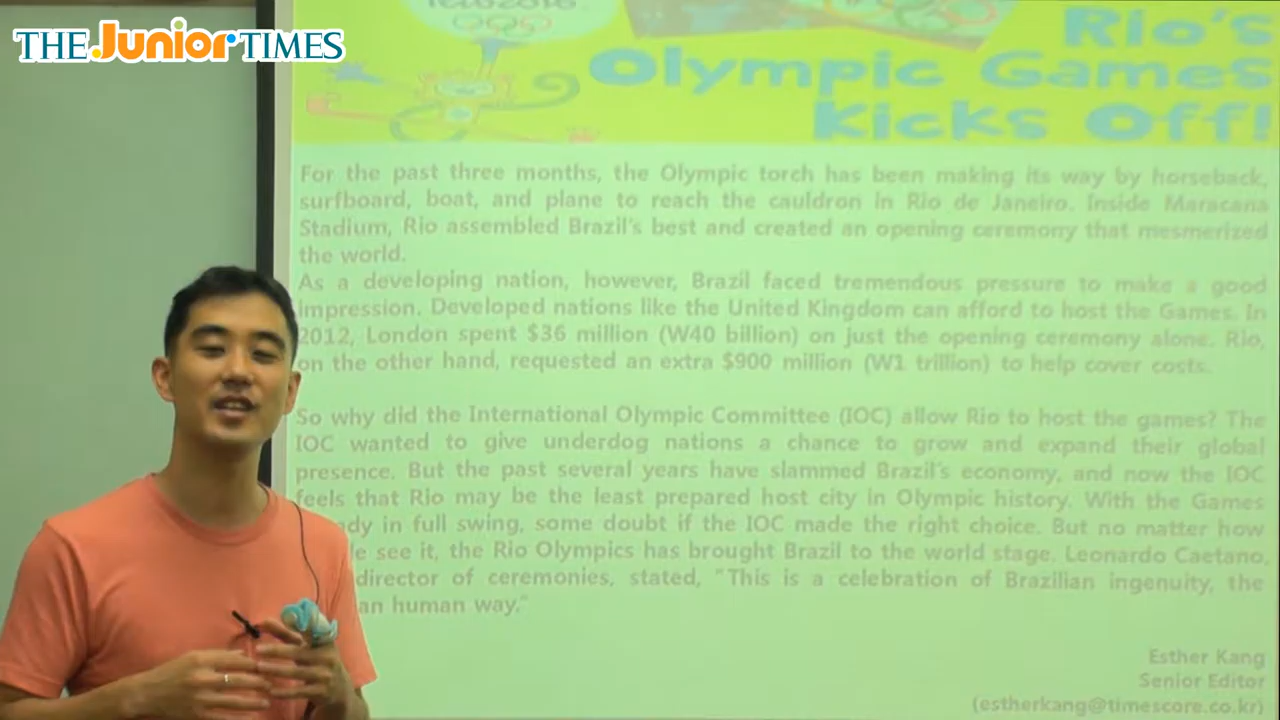 THE Junior TIMES
Rio's
Olympic Games
Kicks Off!
For the past three months, the Olympic torch has been making its way by horseback,
surfboard, boat, and plane to reach the cauldron in Rio de Janeiro. Inside Maracana
Stadium, Rio assembled Brazil's best and created an opening ceremony that mesmerized
the world.
As a developing nation, however, Brazil faced tremendous pressure to make a good
impression. Developed nations like the United Kingdom can afford to host the Games. In
2012, London spent $36 million (W40 billion) on just the opening ceremony alone. Rio,
on the other hand, requested an extra $900 million (W1 trillion) to help cover costs.
So why did the International Olympic Committee (IOC) allow Rio to host the games? The
IOC wanted to give underdog nations a chance to grow and expand their global
presence. But the past several years have slammed Brazil's economy, and now the IOC
feels that Rio may be the least prepared host city in Olympic history. With the Games
in full swing, some doubt if the IOC made the right choice. But no matter how
see it, the Rio Olympics has brought Brazil to the world stage. Leonardo Caetano,
director of ceremonies, stated, "This is a celebration of Brazilian ingenuity, the
human way."
Esther Kang
Senior Editor
(estherkang@timescore.co.kr)